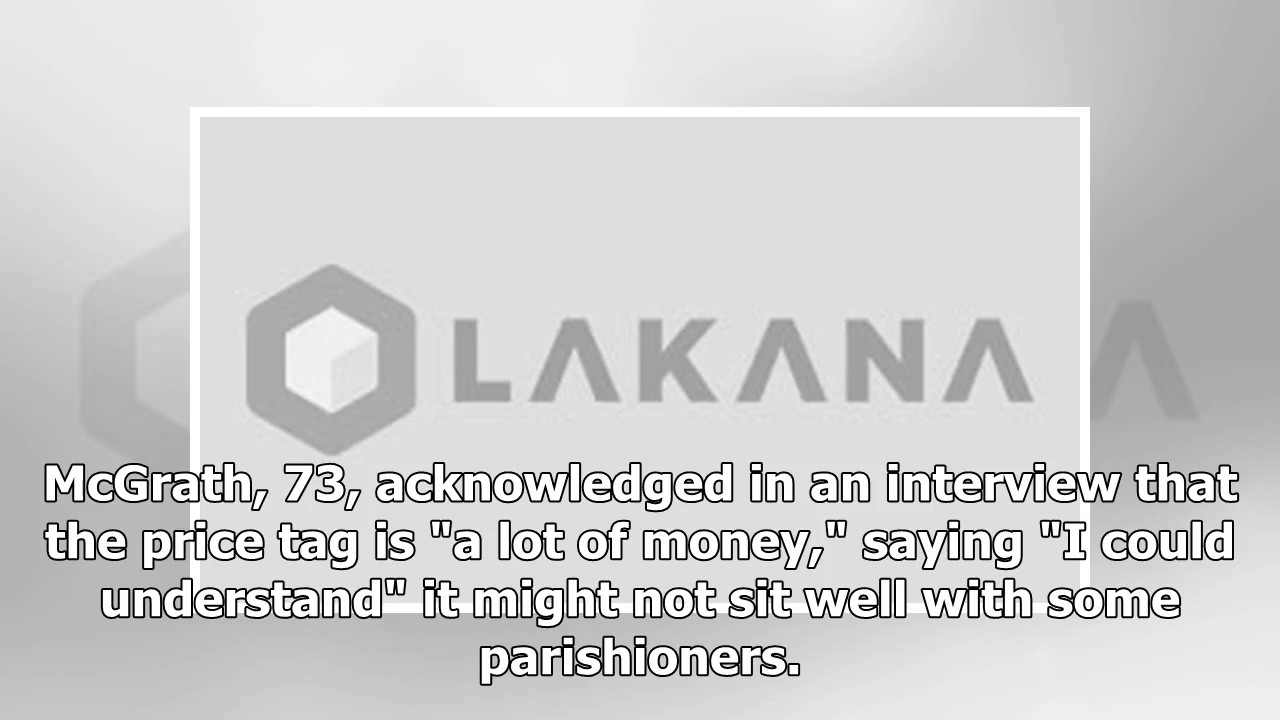 LAKANA
McGrath, 73, acknowledged in an interview that
the price tag is "a lot of money," saying "I could
understand" it might not sit well with some
parishioners.